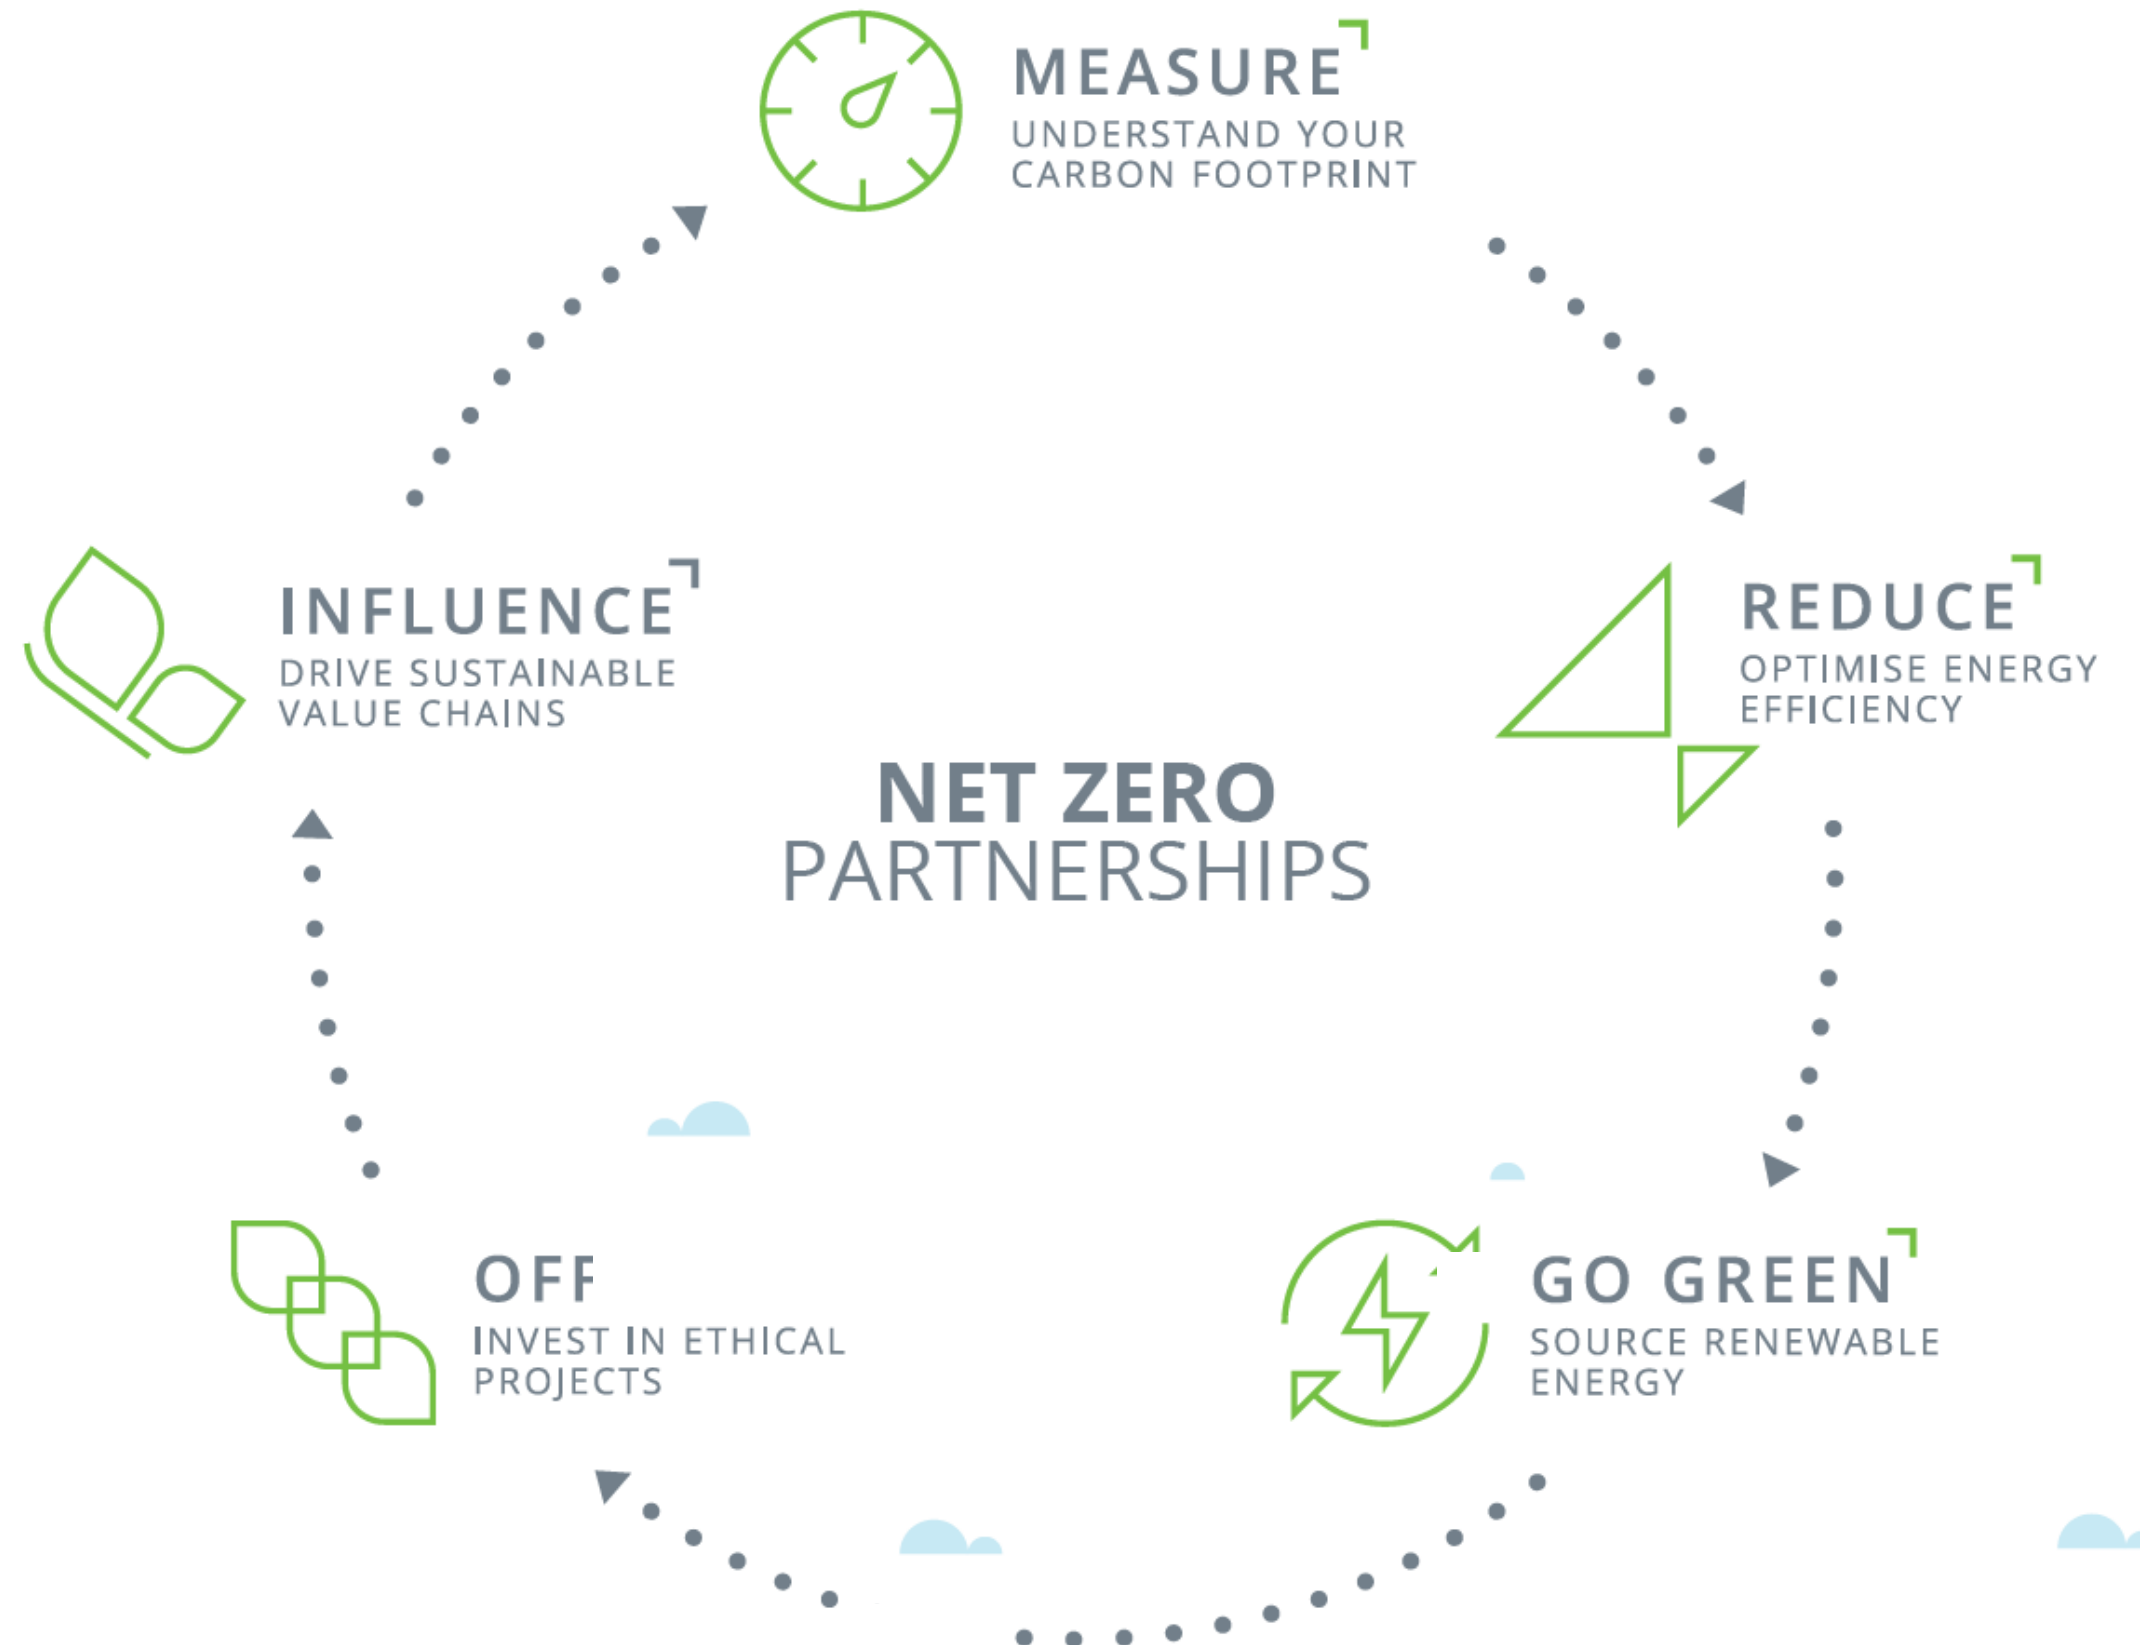 MEASURE
UNDERSTAND YOUR
CARBON FOOTPRINT
REDUCE
OPTIMISE ENERGY
EFFICIENCY
GO GREEN
SOURCE RENEWABLE
ENERGY
OFF
INVEST IN ETHICAL
PROJECTS
INFLUENCE
DRIVE SUSTAINABLE
VALUE CHAINS
NET ZERO
PARTNERSHIPS